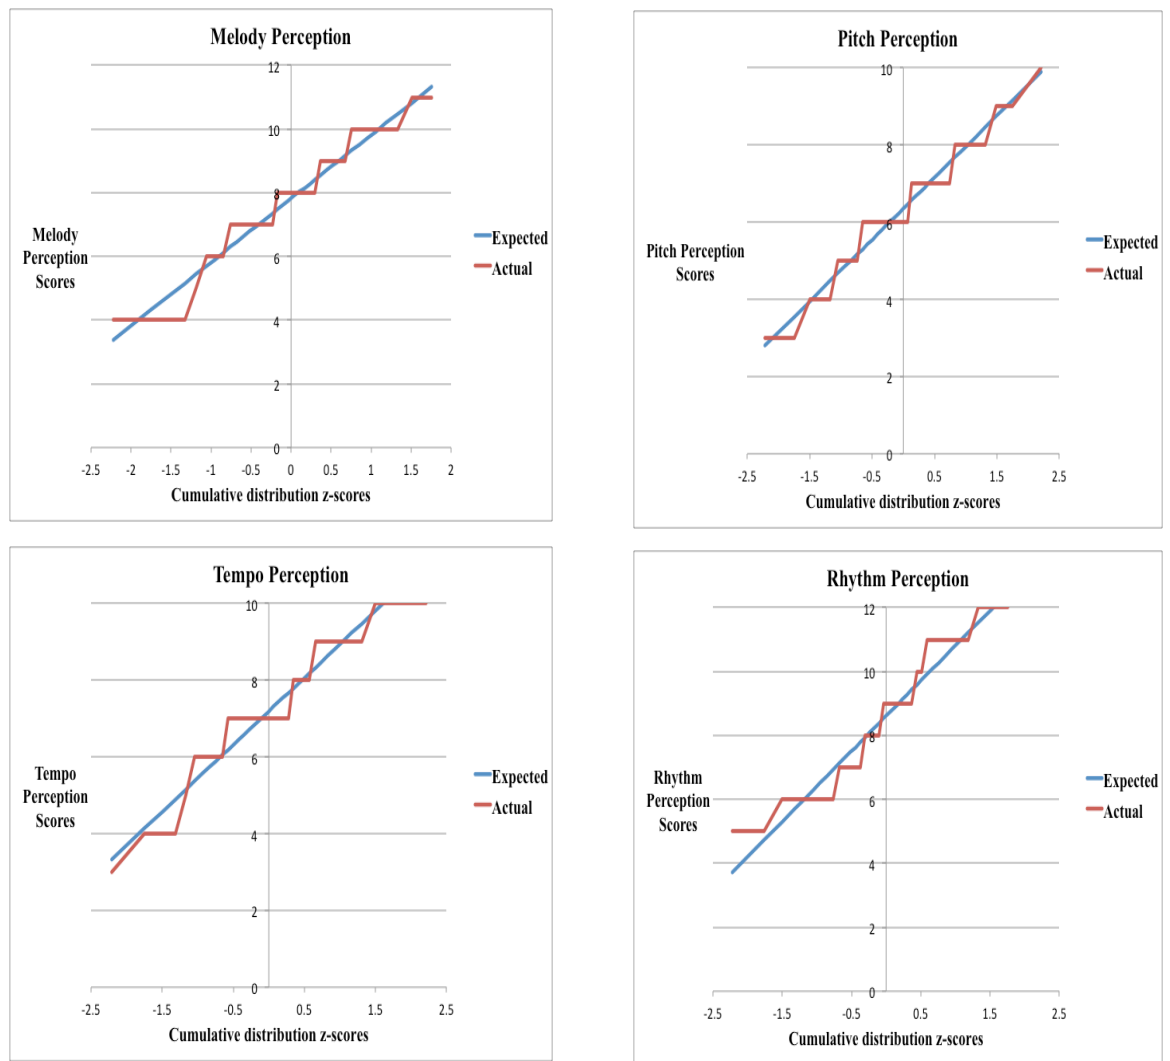 Melody Perception
12
10
8
6
4
2
0
-2.5 -2 -1.5 -1 -0.5 0 0.5 1 1.5 2
Melody
Perception
Scores
Cumulative distribution z-scores
Expected
Actual
Pitch Perception
10
8
6
4
2
0
-2.5 -1.5 -0.5 0.5 1.5 2.5
Pitch Perception
Scores
Cumulative distribution z-scores
Expected
Actual
Tempo Perception
10
8
6
4
2
0
-2.5 -1.5 -0.5 0.5 1.5 2.5
Tempo
Perception
Scores
Cumulative distribution z-scores
Expected
Actual
Rhythm Perception
12
10
8
6
4
2
0
-2.5 -1.5 -0.5 0.5 1.5 2.5
Rhythm
Perception
Scores
Cumulative distribution z-scores
Expected
Actual